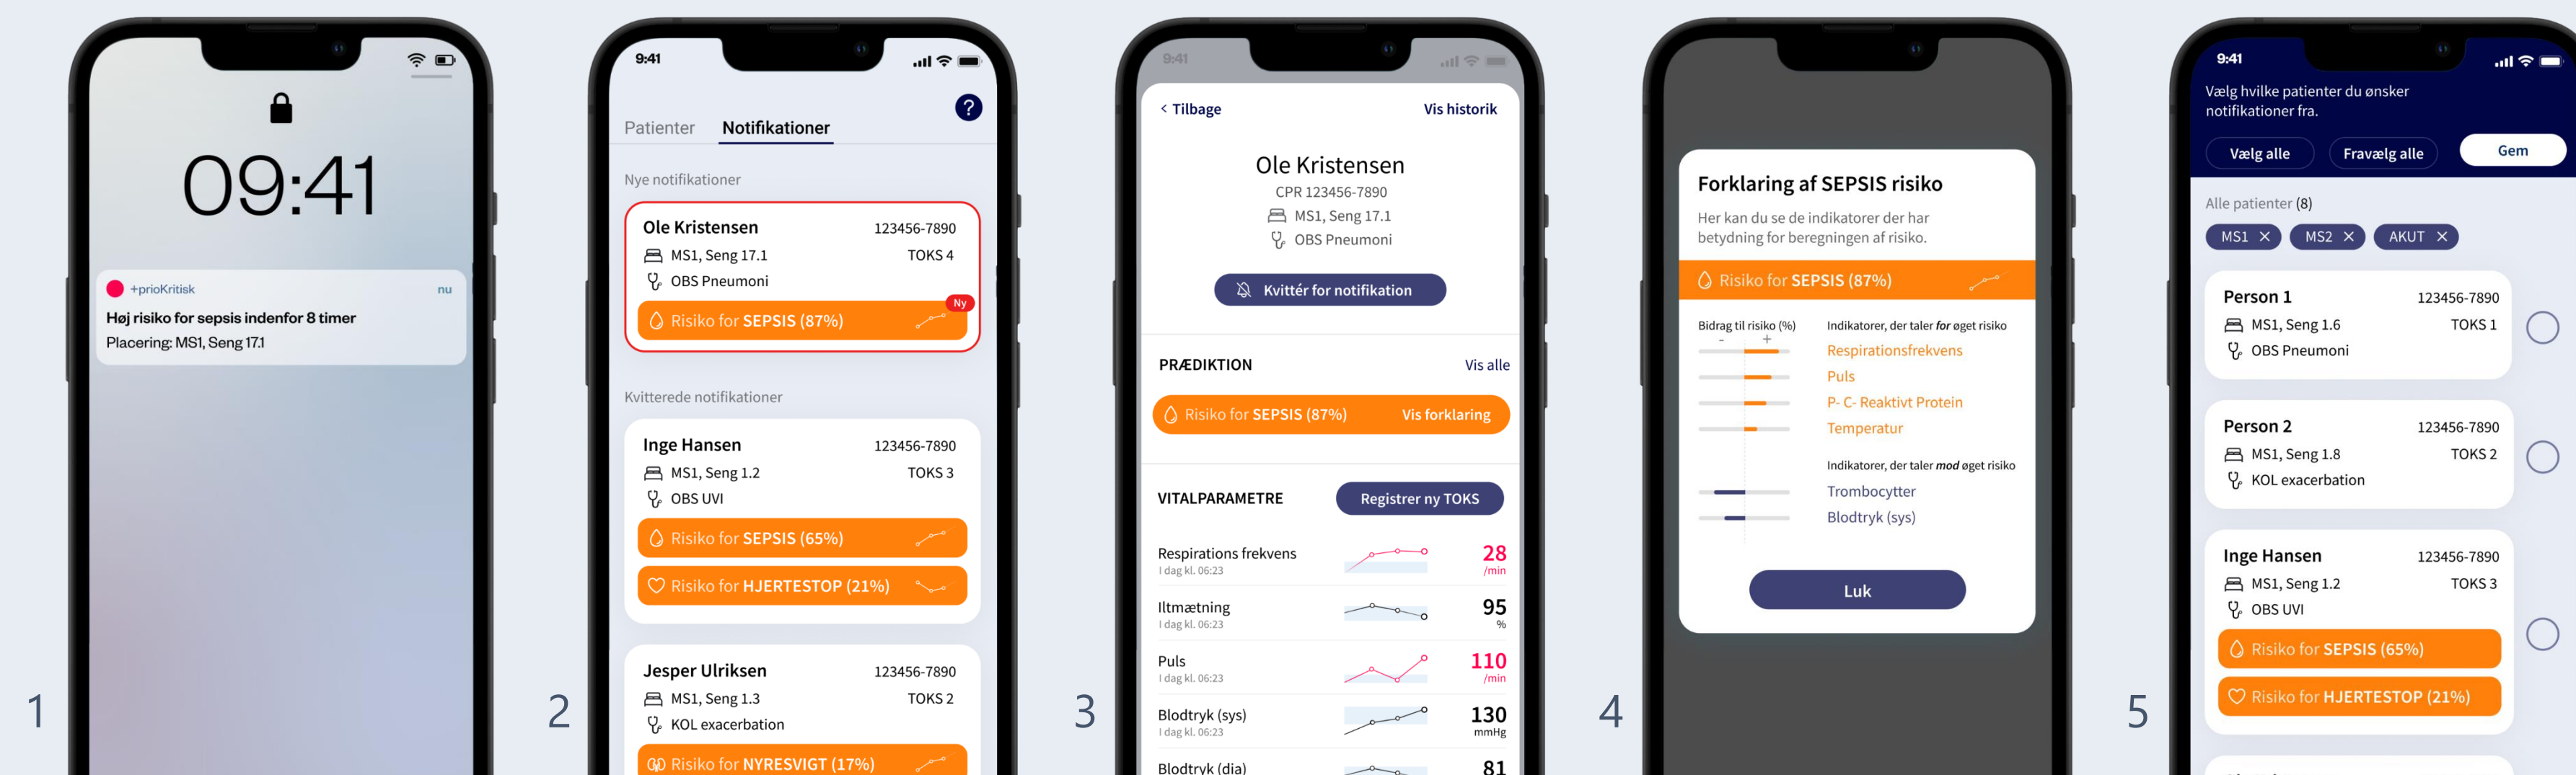 09:41
+prioKritisk nu
Høj risiko for sepsis indenfor 8 timer
Placering: MS1, Seng 17.1
1
9:41
?
Patienter Notifikationer
Nye notifikationer
Ole Kristensen 123456-7890
MS1, Seng 17.1 TOKS 4
OBS Pneumoni
Ny
Risiko for SEPSIS (87%)
Kvitterede notifikationer
Inge Hansen 123456-7890
MS1, Seng 1.2 TOKS 3
OBS UVI
Risiko for SEPSIS (65%)
Risiko for HJERTESTOP (21%)
Jesper Ulriksen 123456-7890
MS1, Seng 1.3 TOKS 2
KOL exacerbation
Risiko for NYRESVIGT (17%)
2
9:41
< Tilbage Vis historik
Ole Kristensen
CPR 123456-7890
MS1, Seng 17.1
OBS Pneumoni
Kvittér for notifikation
PRÆDIKTION Vis alle
Risiko for SEPSIS (87%) Vis forklaring
VITALPARAMETRE Registrer ny TOKS
Respirations frekvens 28
I dag kl. 06:23 /min
Iltmætning 95
I dag kl. 06:23 %
Puls 110
I dag kl. 06:23 /min
Blodtryk (sys) 130
I dag kl. 06:23 mmHg
Blodtryk (dia) 81
3
Forklaring af SEPSIS risiko
Her kan du se de indikatorer der har
betydning for beregningen af risiko.
Risiko for SEPSIS (87%)
Bidrag til risiko (%) Indikatorer, der taler for øget risiko
- +
Respirationsfrekvens
Puls
P- C- Reaktivt Protein
Temperatur
Indikatorer, der taler mod øget risiko
Trombocytter
Blodtryk (sys)
Luk
4
9:41
Vælg hvilke patienter du ønsker
notifikationer fra.
Vælg alle Fravælg alle Gem
Alle patienter (8)
MS1 × MS2 × AKUT ×
Person 1 123456-7890
MS1, Seng 1.6 TOKS 1
OBS Pneumoni
Person 2 123456-7890
MS1, Seng 1.8 TOKS 2
KOL exacerbation
Inge Hansen 123456-7890
MS1, Seng 1.2 TOKS 3
OBS UVI
Risiko for SEPSIS (65%)
Risiko for HJERTESTOP (21%)
5